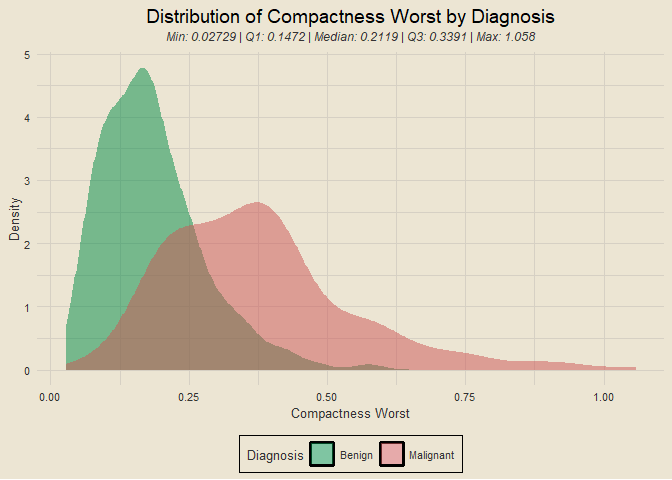 Distribution of Compactness Worst by Diagnosis
Min: 0.02729 | Q1: 0.1472 | Median: 0.2119 | Q3: 0.3391 | Max: 1.058
5
4
3
2
1
0
Density
0.00 0.25 0.50 0.75 1.00
Compactness Worst
Diagnosis Benign Malignant